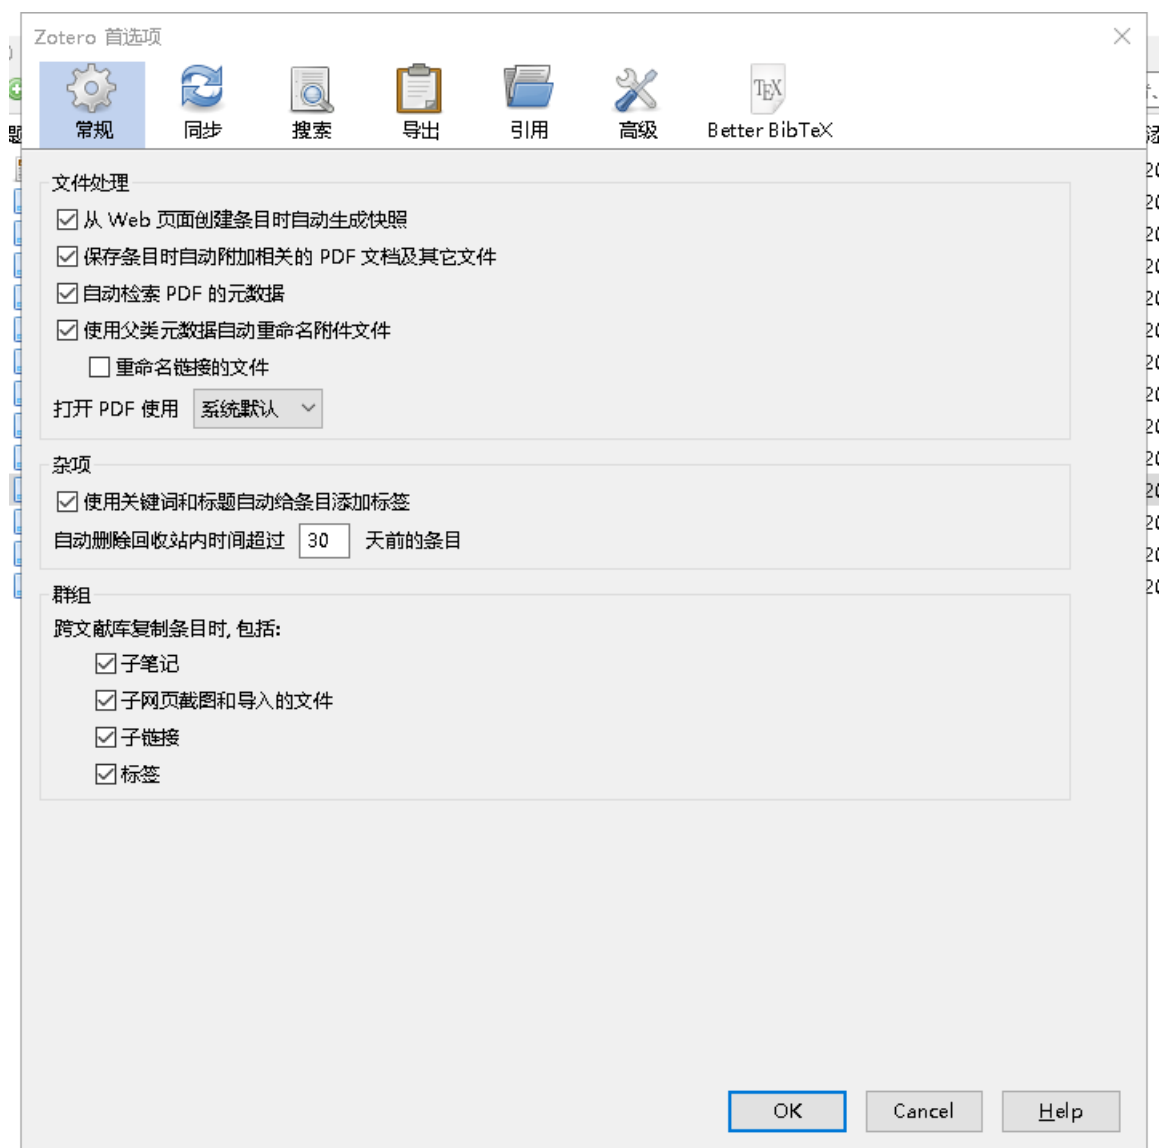 Zotero 首选项
常规
同步
搜索
导出
引用
高级
TEX
Better BibTeX
文件处理
从 Web 页面创建条目时自动生成快照
保存条目时自动附加相关的 PDF 文档及其它文件
自动检索 PDF 的元数据
使用父类元数据自动重命名附件文件
重命名链接的文件
打开 PDF 使用 系统默认
杂项
使用关键词和标题自动给条目添加标签
自动删除回收站内时间超过 30 天前的条目
群组
跨文献库复制条目时, 包括:
子笔记
子网页截图和导入的文件
子链接
标签
OK Cancel Help